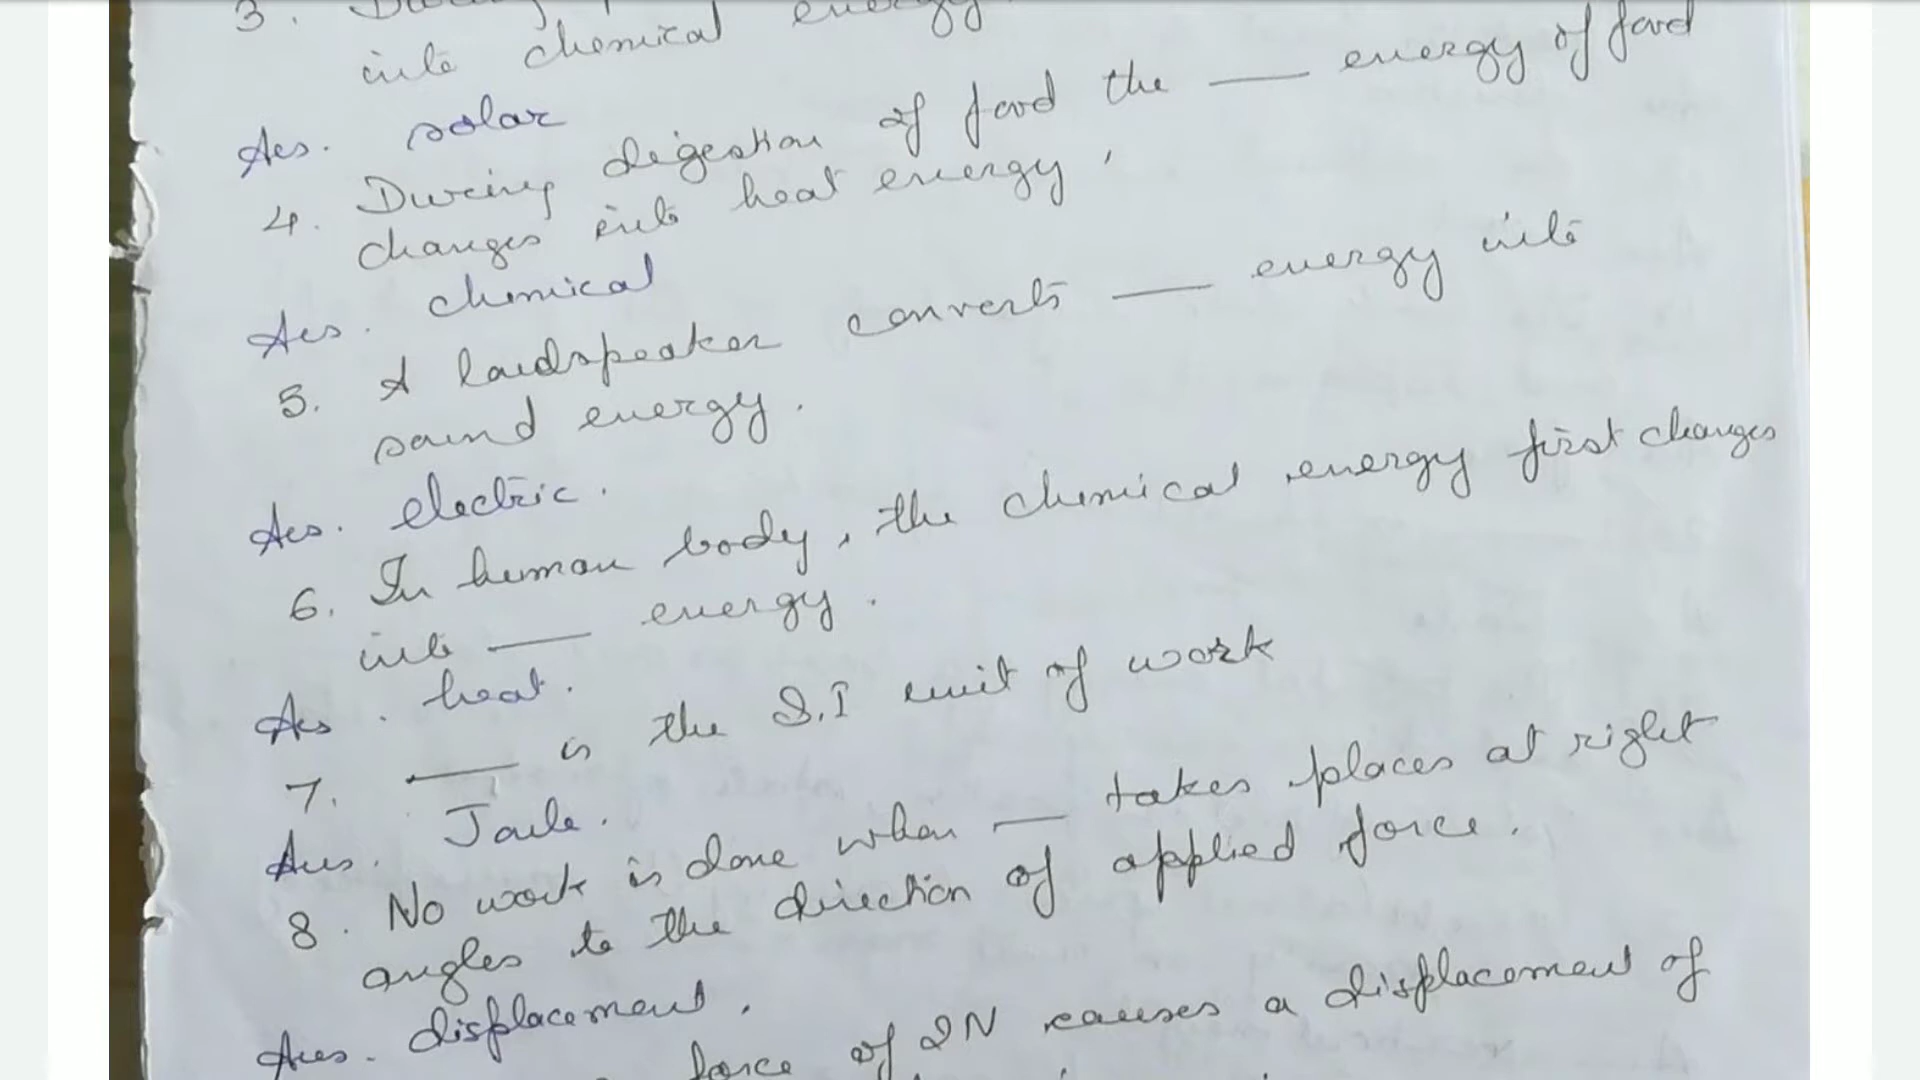 3. During
into chemical energy
Ans. solar
4. During digestion of food the ___ energy of food
changes into heat energy.
Ans. chemical
5. A loudspeaker converts ___ energy into
sound energy.
Ans. electric.
6. In human body, the chemical energy first changes
into ___ energy.
Ans. heat.
7. ___ is the S.I unit of work
Ans. Joule.
8. No work is done when ___ takes places at right
angles to the direction of applied force.
Ans. displacement.
force of 2N causes a displacement of